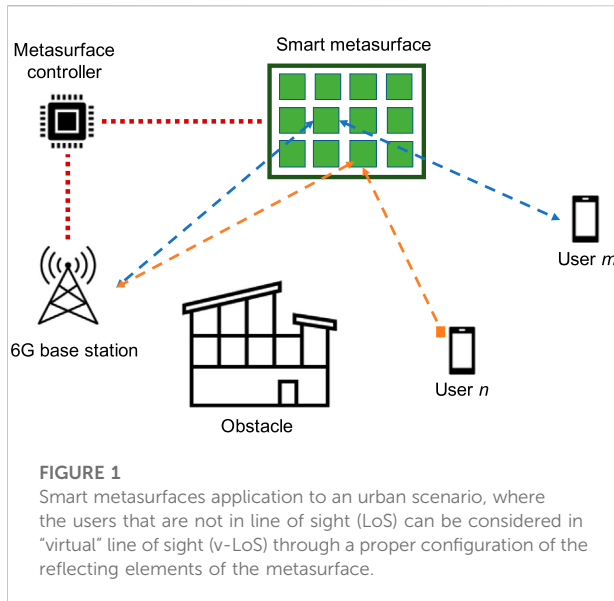 Smart metasurface
Metasurface
controller
User m
6G base station
User n
Obstacle
FIGURE 1
Smart metasurfaces application to an urban scenario, where
the users that are not in line of sight (LoS) can be considered in
“virtual” line of sight (v-LoS) through a proper configuration of the
reflecting elements of the metasurface.